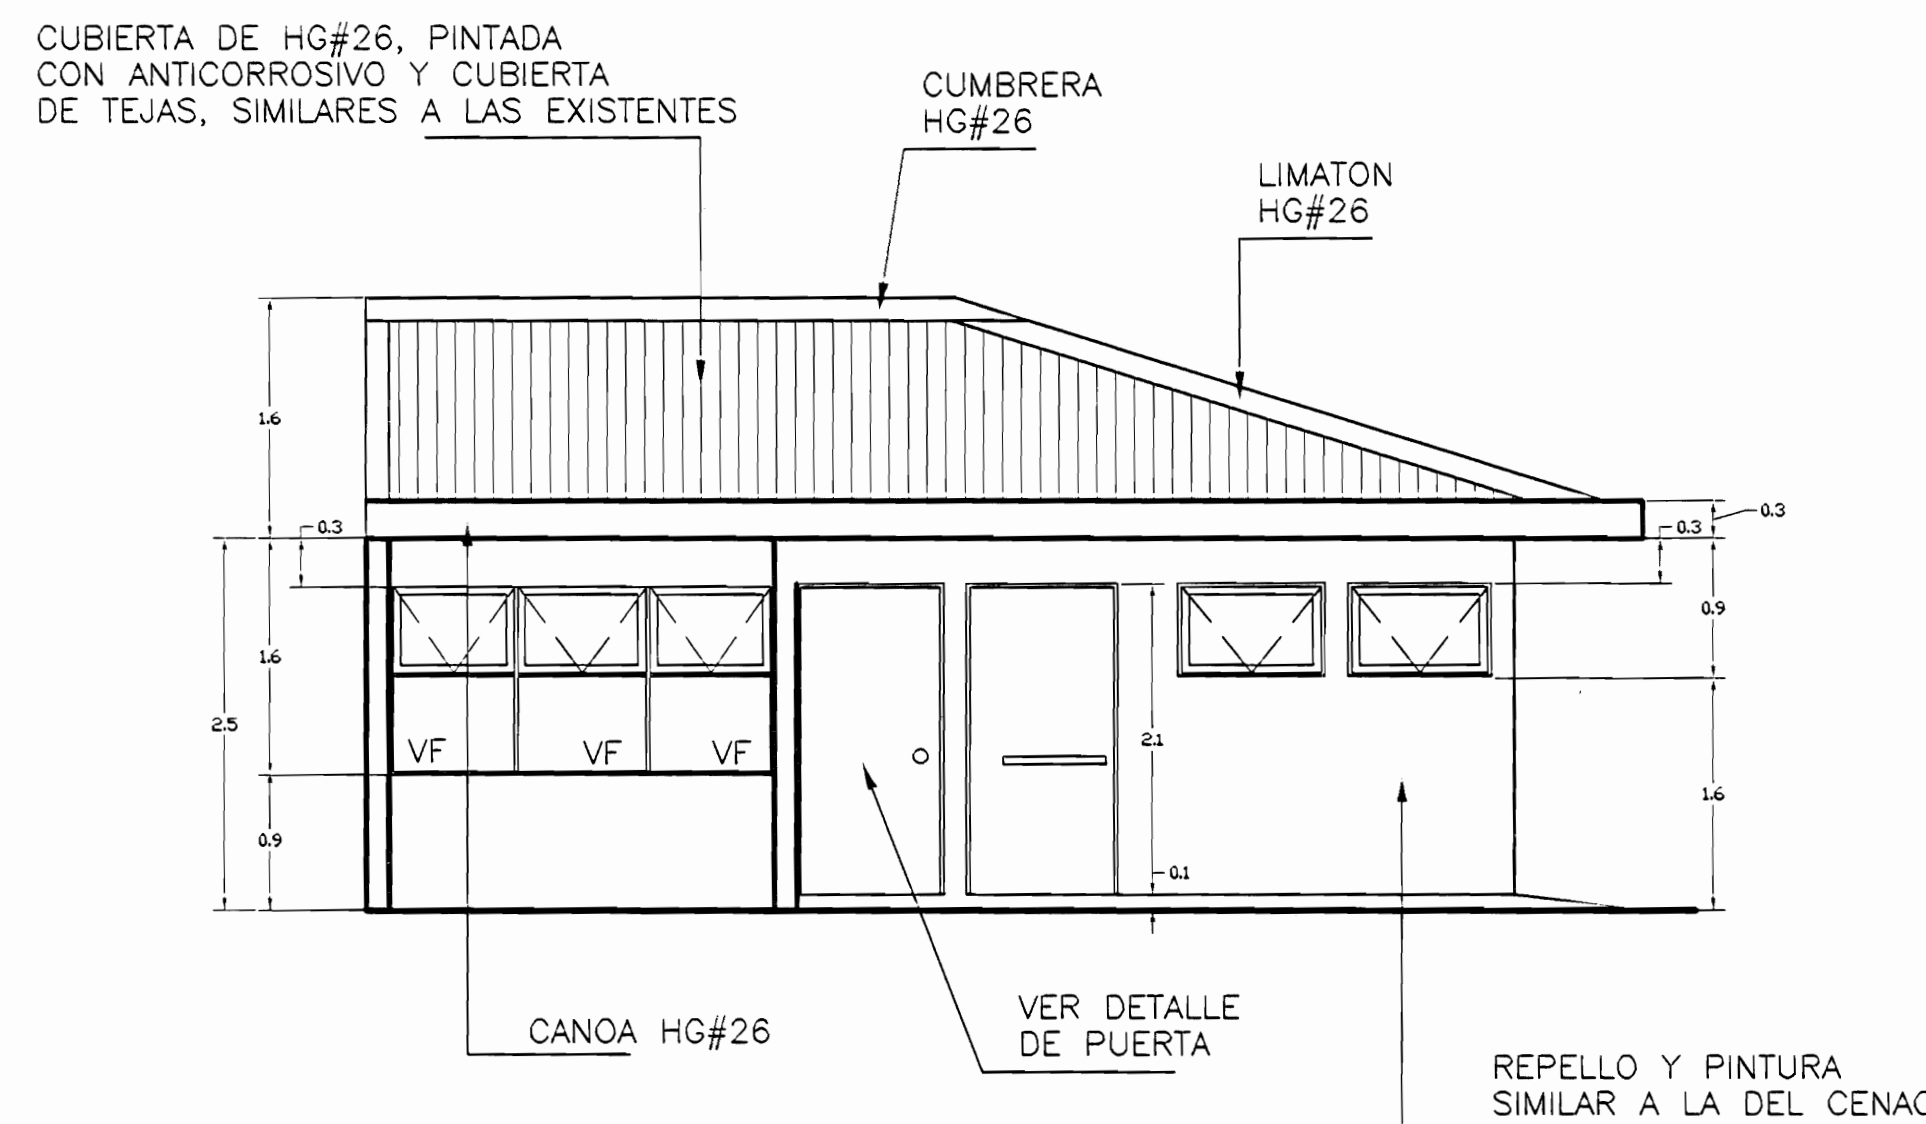 CUBIERTA DE HG#26, PINTADA
CON ANTICORROSIVO Y CUBIERTA
DE TEJAS, SIMILARES A LAS EXISTENTES
CUMBRERA
HG#26
LIMATON
HG#26
1.6
0.3
0.3
0.3
2.5
1.6
0.9
0.9
1.6
VF
VF
VF
2.1
0.1
CANOA HG#26
VER DETALLE
DE PUERTA
REPELLO Y PINTURA
SIMILAR A LA DEL